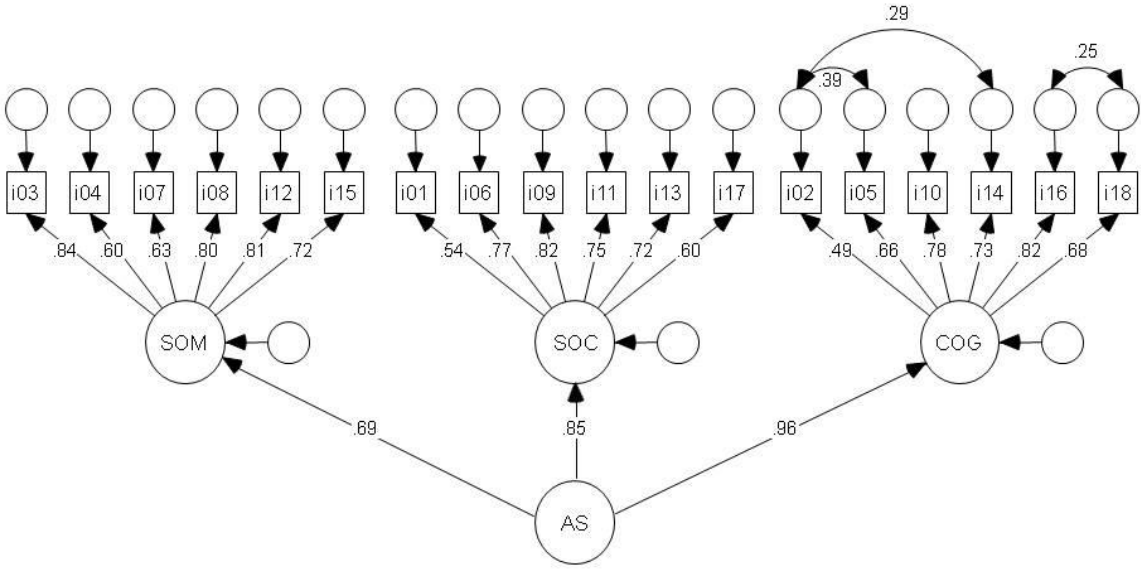 .29
.25
.39
i03 i04 i07 i08 i12 i15 i01 i06 i09 i11 i13 i17 i02 i05 i10 i14 i16 i18
.84 .60 .63 .80 .81 .72 .54 .77 .82 .75 .72 .60 .49 .66 .78 .73 .82 .68
SOM SOC COG
.69 .85 .96
AS